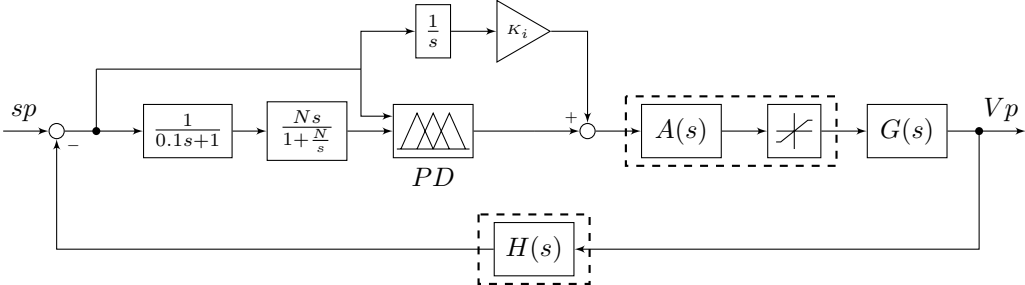 1/s
K_i
sp
−
1/(0.1s+1)
Ns/(1+N/s)
PD
+
A(s)
G(s)
Vp
H(s)